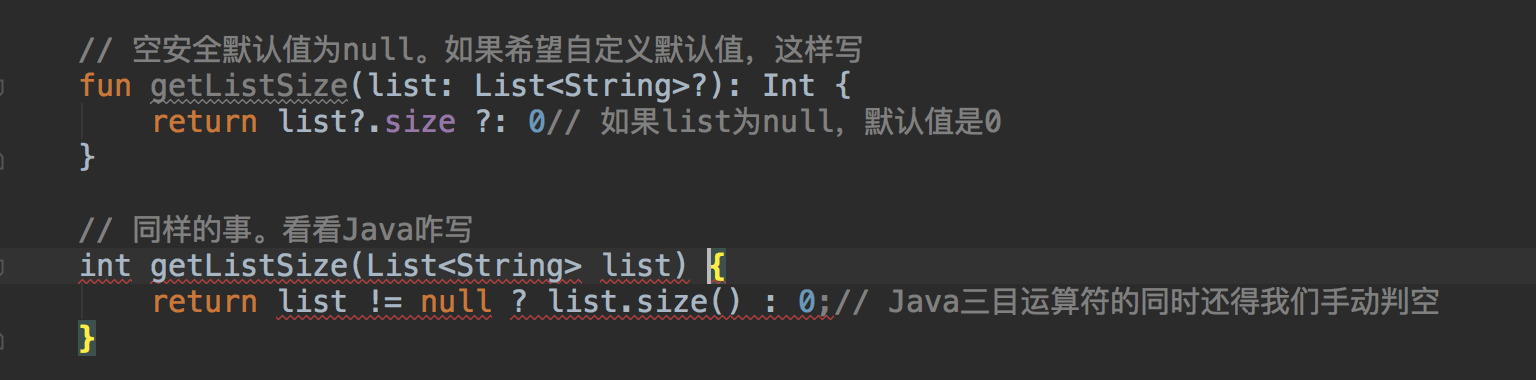 // 空安全默认值为null。如果希望自定义默认值，这样写
fun getListSize(list: List<String>?): Int {
    return list?.size ?: 0// 如果list为null，默认值是0
}
// 同样的事。看看Java咋写
int getListSize(List<String> list) {
    return list != null ? list.size() : 0;// Java三目运算符的同时还得我们手动判空
}